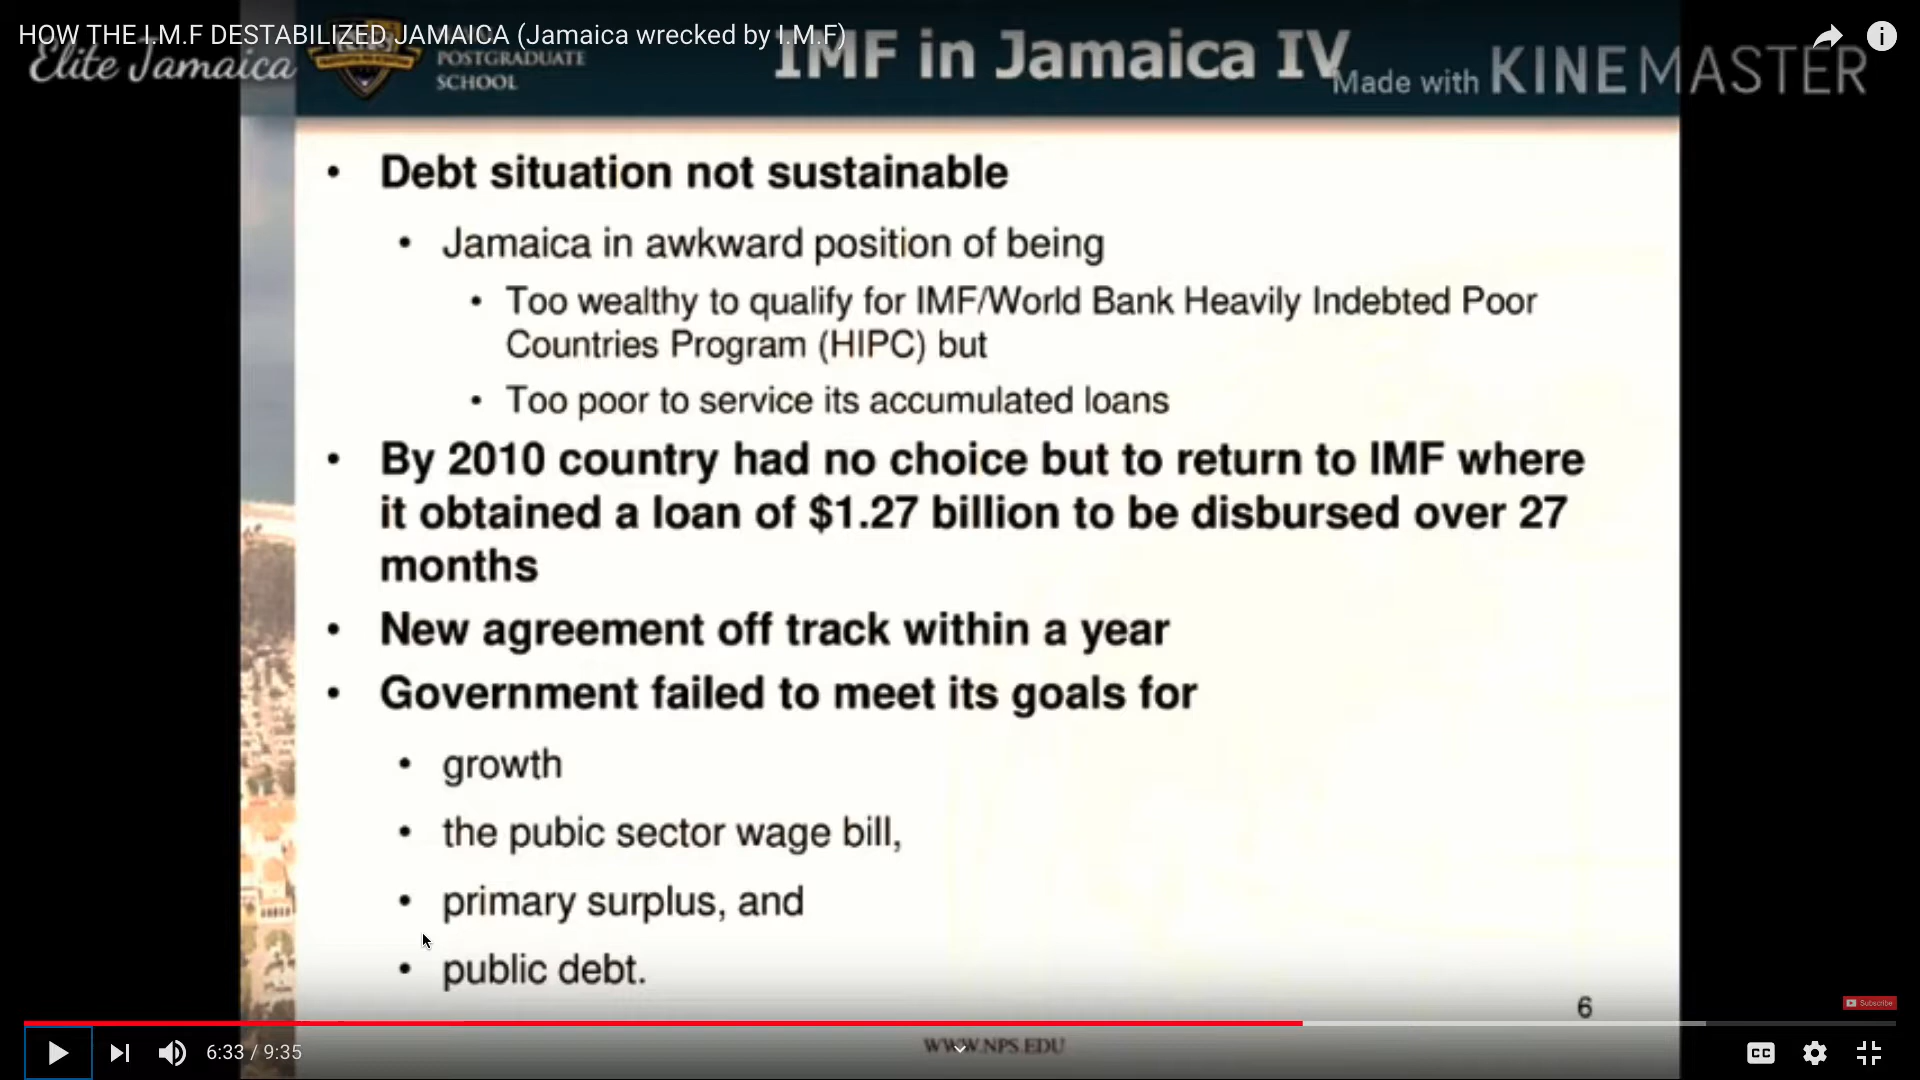 HOW THE I.M.F DESTABILIZED JAMAICA (Jamaica wrecked by I.M.F)
Elite Jamaica
POSTGRADUATE
SCHOOL
IMF in Jamaica IV
Made with KINEMASTER
• Debt situation not sustainable
• Jamaica in awkward position of being
• Too wealthy to qualify for IMF/World Bank Heavily Indebted Poor
Countries Program (HIPC) but
• Too poor to service its accumulated loans
• By 2010 country had no choice but to return to IMF where
it obtained a loan of $1.27 billion to be disbursed over 27
months
• New agreement off track within a year
• Government failed to meet its goals for
• growth
• the pubic sector wage bill,
• primary surplus, and
• public debt.
6
Subscribe
WWW.NPS.EDU
6:33 / 9:35
CC